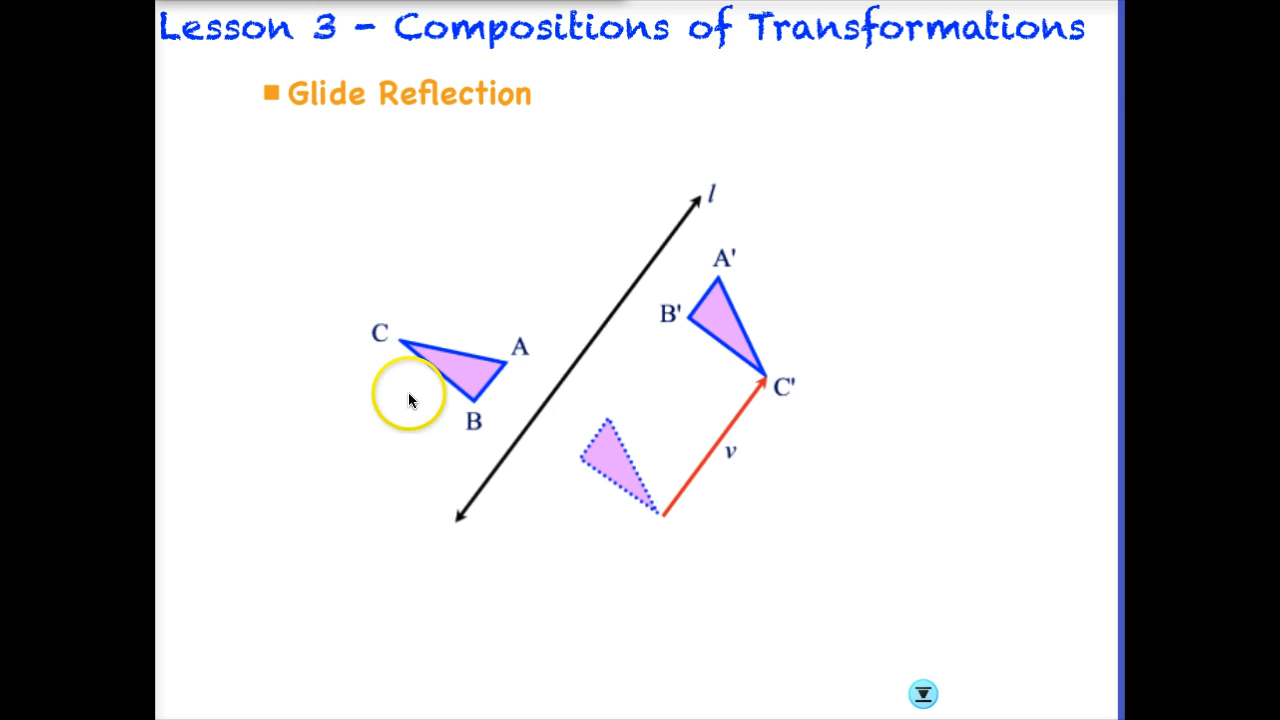 Lesson 3 - Compositions of Transformations
■ Glide Reflection
l
A'
B'
C
A
C'
B
v